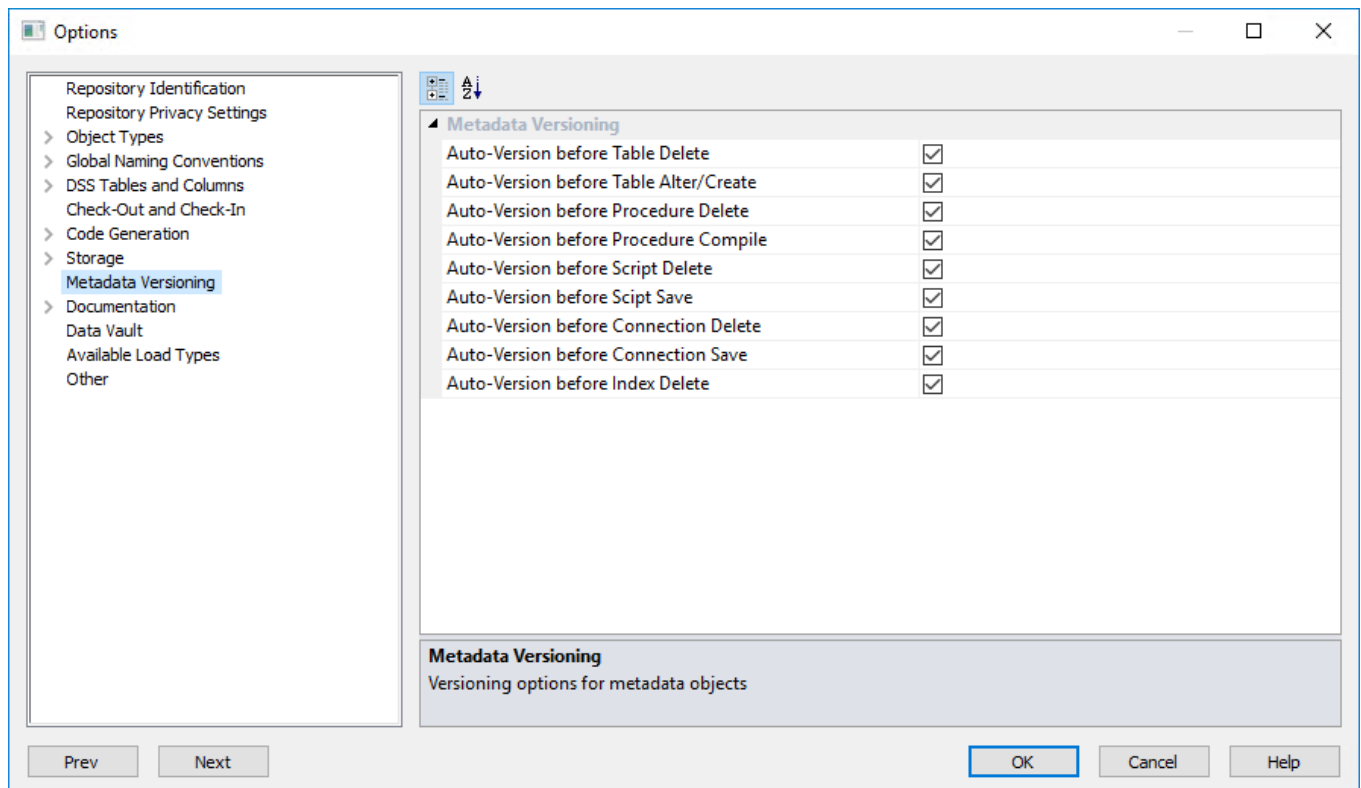 Options
Repository Identification
Repository Privacy Settings
Object Types
Global Naming Conventions
DSS Tables and Columns
Check-Out and Check-In
Code Generation
Storage
Metadata Versioning
Documentation
Data Vault
Available Load Types
Other
Metadata Versioning
Auto-Version before Table Delete
Auto-Version before Table Alter/Create
Auto-Version before Procedure Delete
Auto-Version before Procedure Compile
Auto-Version before Script Delete
Auto-Version before Scipt Save
Auto-Version before Connection Delete
Auto-Version before Connection Save
Auto-Version before Index Delete
Metadata Versioning
Versioning options for metadata objects
Prev Next OK Cancel Help